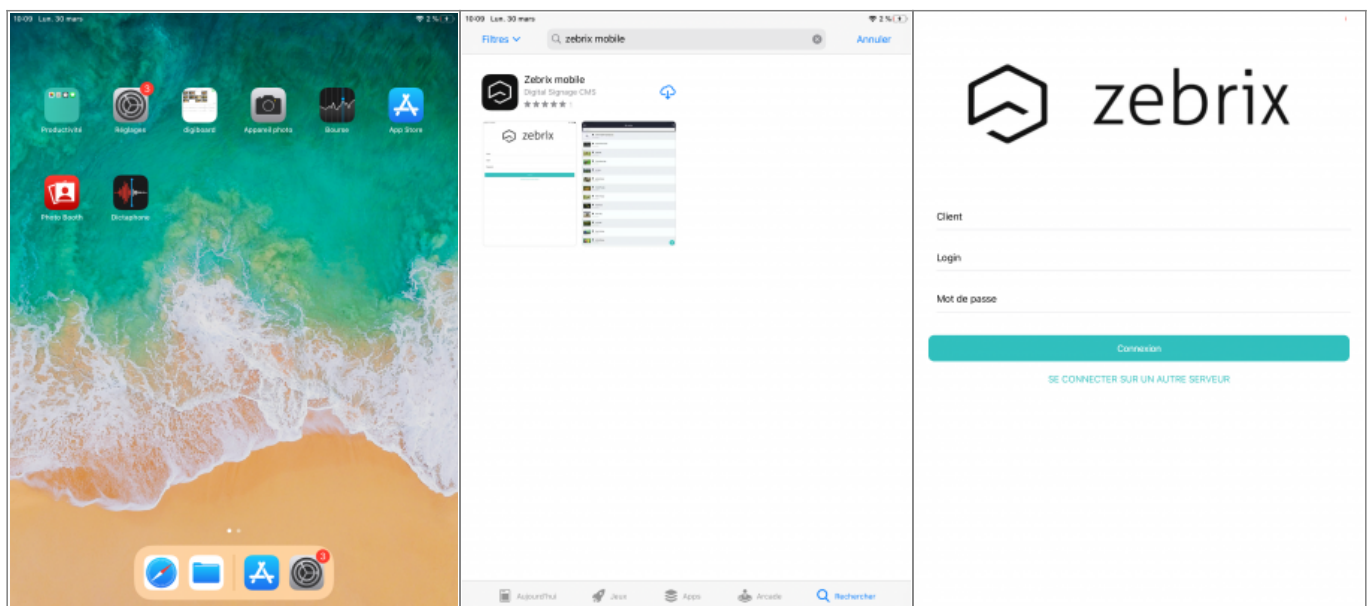 10:09 Lun. 30 mars
2 %
3
Productivité
Réglages
digiboard
Appareil photo
Bourse
App Store
Photo Booth
Dictaphone
3
10:09 Lun. 30 mars
2 %
Filtres
zebrix mobile
Annuler
Zebrix mobile
Digital Signage CMS
zebrix
Aujourd'hui
Jeux
Apps
Arcade
Rechercher
zebrix
Client
Login
Mot de passe
Connexion
SE CONNECTER SUR UN AUTRE SERVEUR